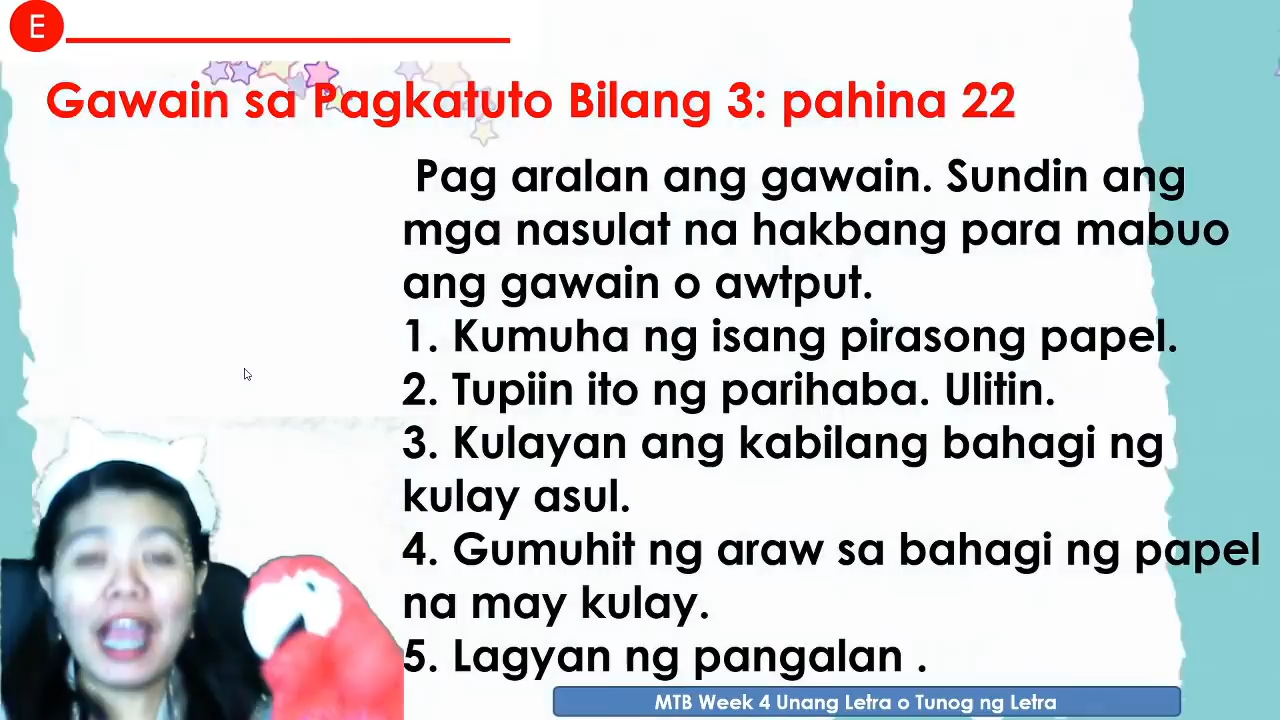 E
Gawain sa Pagkatuto Bilang 3: pahina 22
Pag aralan ang gawain. Sundin ang
mga nasulat na hakbang para mabuo
ang gawain o awtput.
1. Kumuha ng isang pirasong papel.
2. Tupiin ito ng parihaba. Ulitin.
3. Kulayan ang kabilang bahagi ng
kulay asul.
4. Gumuhit ng araw sa bahagi ng papel
na may kulay.
5. Lagyan ng pangalan .
MTB Week 4 Unang Letra o Tunog ng Letra